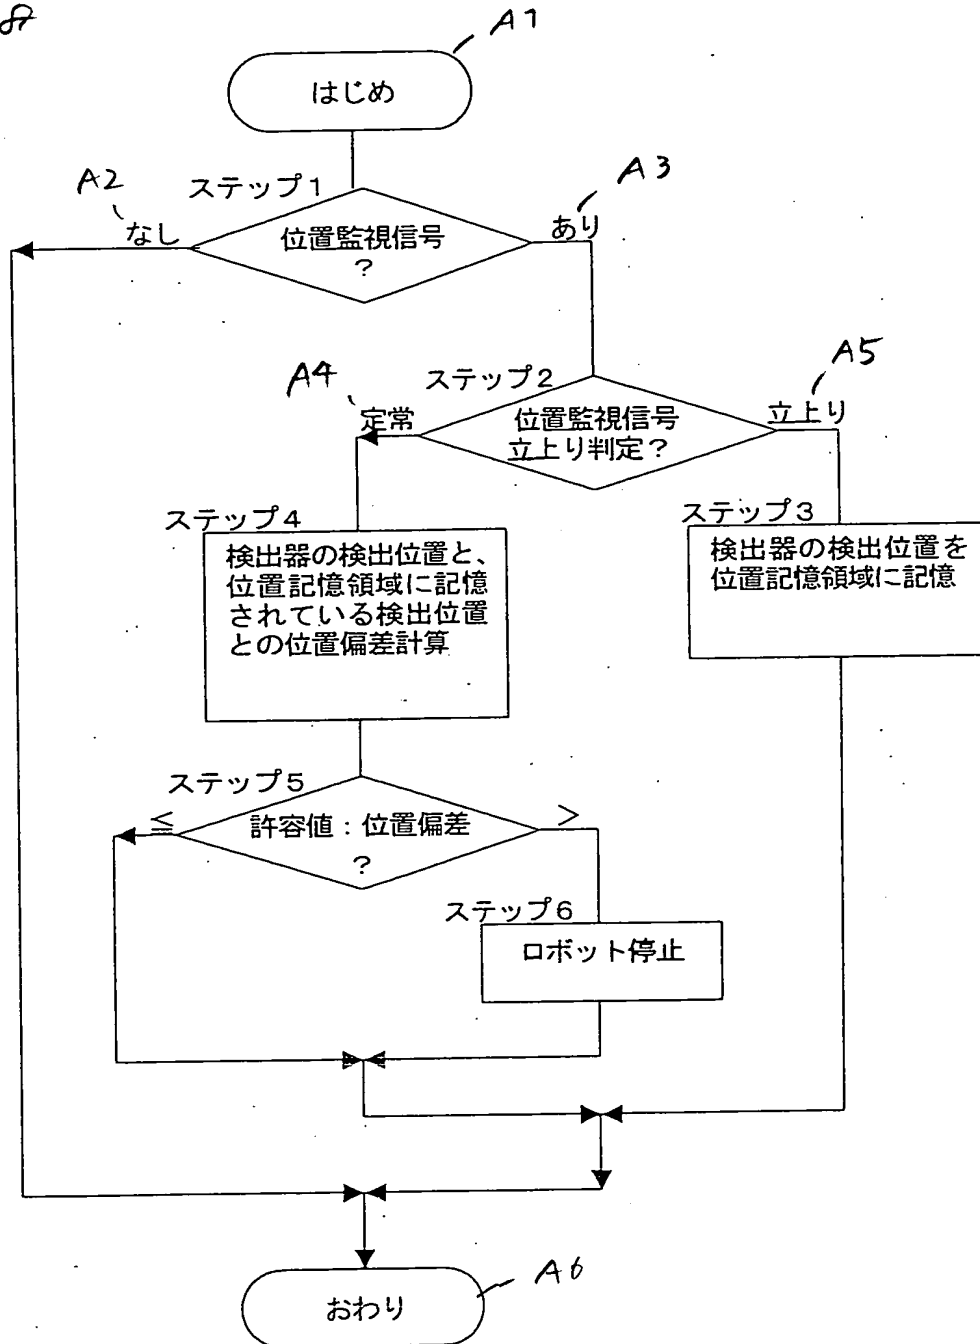 A1
はじめ
A2
ステップ1
A3
なし
位置監視信号
?
あり
A4
ステップ2
A5
定常
位置監視信号
立上り判定?
立上り
ステップ4
検出器の検出位置と、
位置記憶領域に記憶
されている検出位置
との位置偏差計算
ステップ3
検出器の検出位置を
位置記憶領域に記憶
ステップ5
≦
許容値:位置偏差
?
>
ステップ6
ロボット停止
おわり
A6